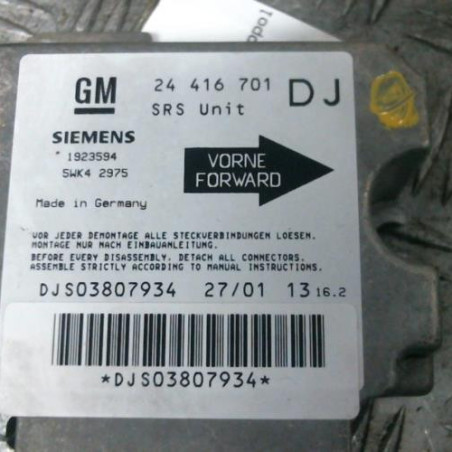 GM 24 416 701 DJ
SRS Unit
SIEMENS
* 1923594
5WK4 2975
VORNE
FORWARD
Made in Germany
VOR JEDER DEMONTAGE ALLE STECKVERBINDUNGEN LOESEN.
MONTAGE NUR NACH EINBAUANLEITUNG.
BEFORE EVERY DISASSEMBLY, DETACH ALL CONNECTORS.
ASSEMBLE STRICTLY ACCORDING TO MANUAL INSTRUCTIONS.
DJS03807934 27/01 13 16.2
*DJS03807934*